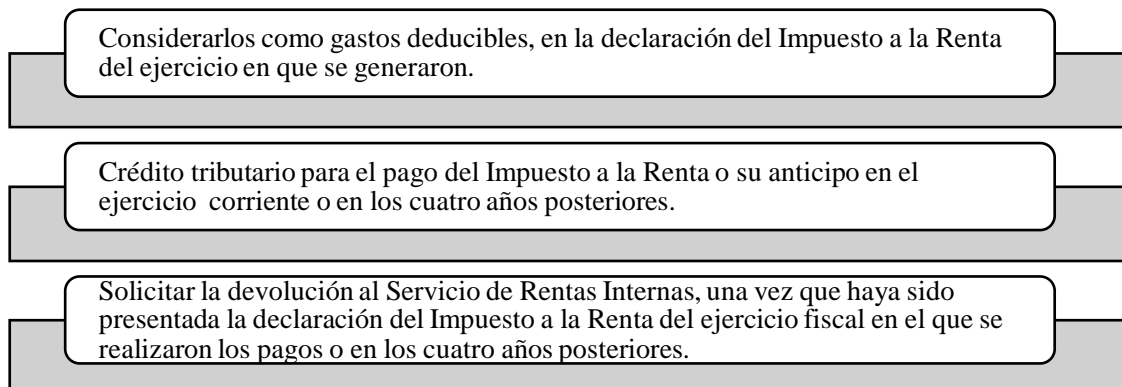 Considerarlos como gastos deducibles, en la declaración del Impuesto a la Renta
del ejercicio en que se generaron.
Crédito tributario para el pago del Impuesto a la Renta o su anticipo en el
ejercicio corriente o en los cuatro años posteriores.
Solicitar la devolución al Servicio de Rentas Internas, una vez que haya sido
presentada la declaración del Impuesto a la Renta del ejercicio fiscal en el que se
realizaron los pagos o en los cuatro años posteriores.